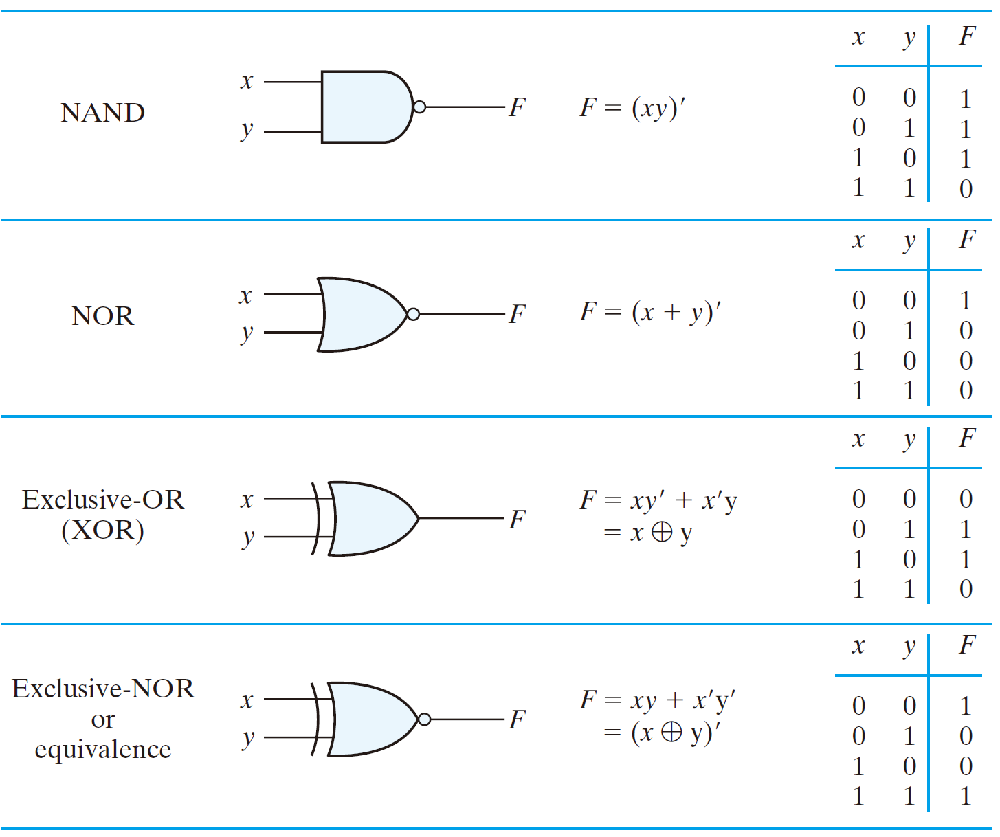 x y F
x
NAND F F = (xy)′
y
0 0 1
0 1 1
1 0 1
1 1 0
x y F
x
NOR F F = (x + y)′
y
0 0 1
0 1 0
1 0 0
1 1 0
x y F
Exclusive-OR x F = xy′ + x′y
(XOR) y F = x ⊕ y
0 0 0
0 1 1
1 0 1
1 1 0
x y F
Exclusive-NOR x F = xy + x′y′
or F = (x ⊕ y)′
equivalence y
0 0 1
0 1 0
1 0 0
1 1 1